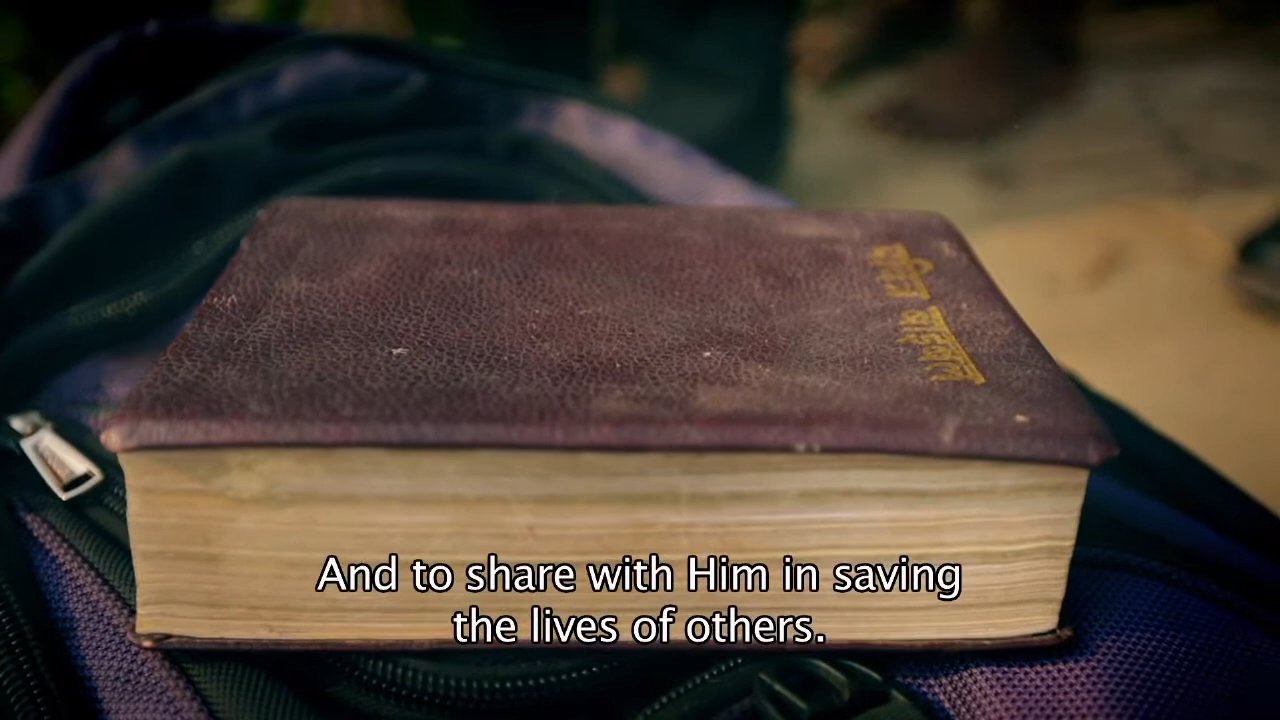 And to share with Him in saving
the lives of others.